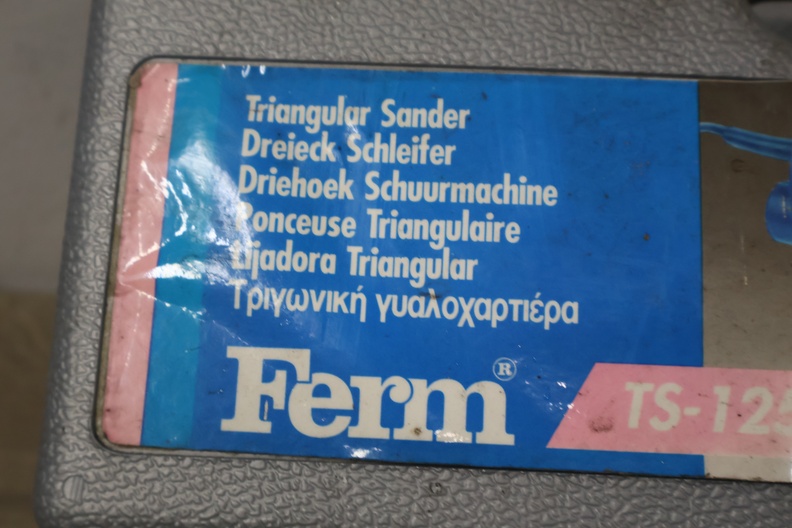 Triangular Sander
Dreieck Schleifer
Driehoek Schuurmachine
Ponceuse Triangulaire
Lijadora Triangular
Τριγωνική γυαλοχαρτιέρα
Ferm®
TS-125